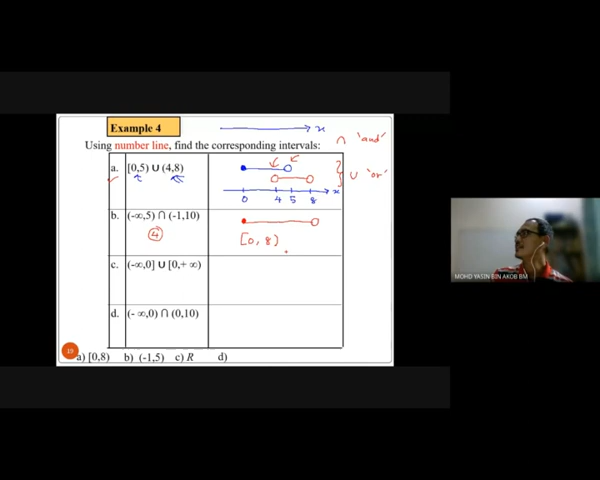 Example 4
x
Using number line, find the corresponding intervals:
∩ 'and'
a. [0,5) ∪ (4,8)
∪ 'or'
x
0 4 5 8
b. (-∞,5) ∩ (-1,10)
4
[0, 8)
c. (-∞,0] ∪ [0,+ ∞)
d. (- ∞,0) ∩ (0,10)
19
a) [0,8) b) (-1,5) c) R d)
MOHD YASIN BIN AKOB BM